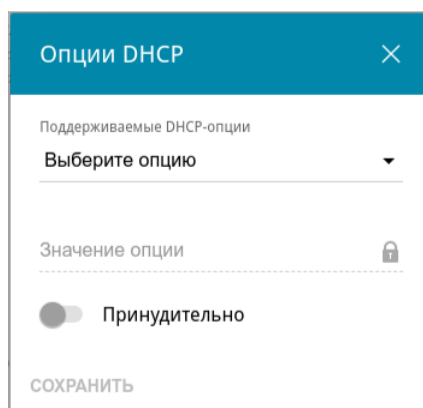 Опции DHCP
Поддерживаемые DHCP-опции
Выберите опцию
Значение опции
Принудительно
СОХРАНИТЬ